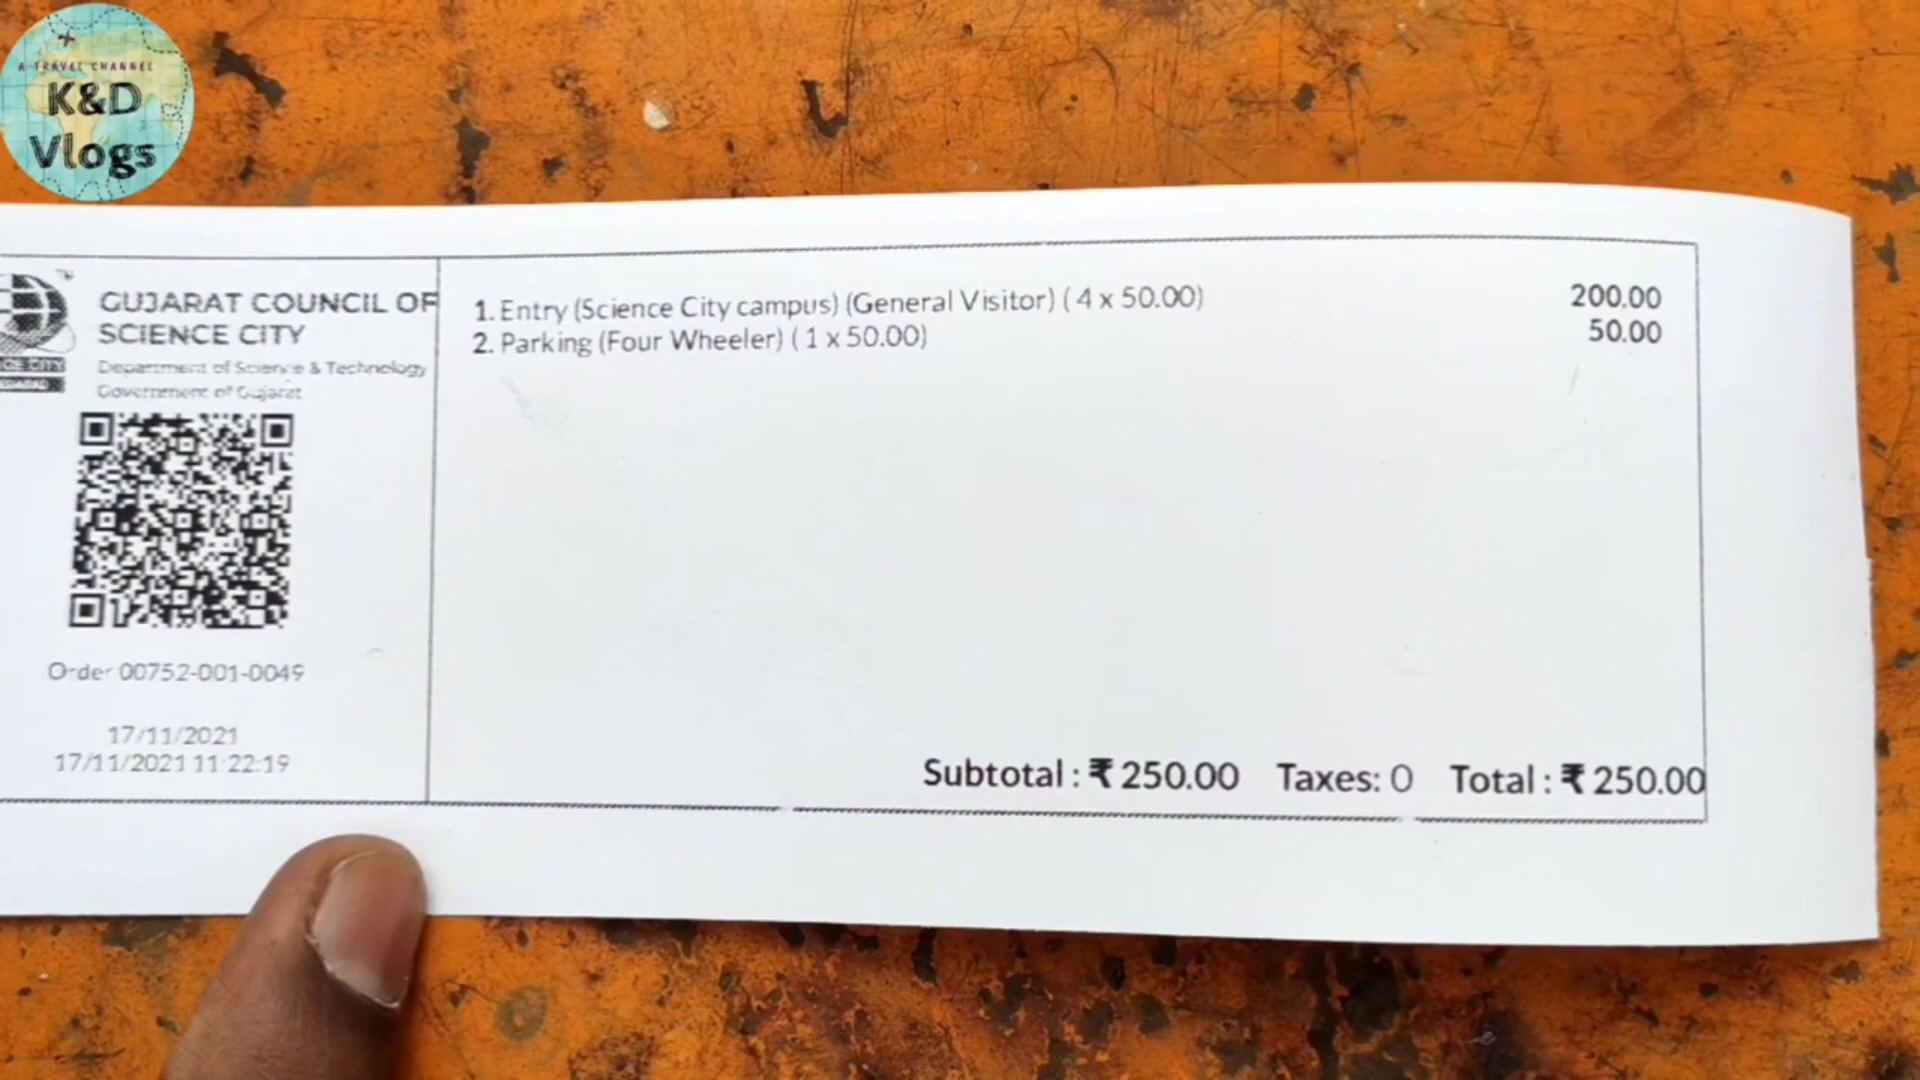 A TRAVEL CHANNEL
K&D
Vlogs
GUJARAT COUNCIL OF
SCIENCE CITY
Department of Science & Technology
Government of Gujarat
Order 00752-001-0049
17/11/2021
17/11/2021 11:22:19
1. Entry (Science City campus) (General Visitor) ( 4 x 50.00) 200.00
2. Parking (Four Wheeler) ( 1 x 50.00) 50.00
Subtotal : ₹ 250.00 Taxes: 0 Total : ₹ 250.00